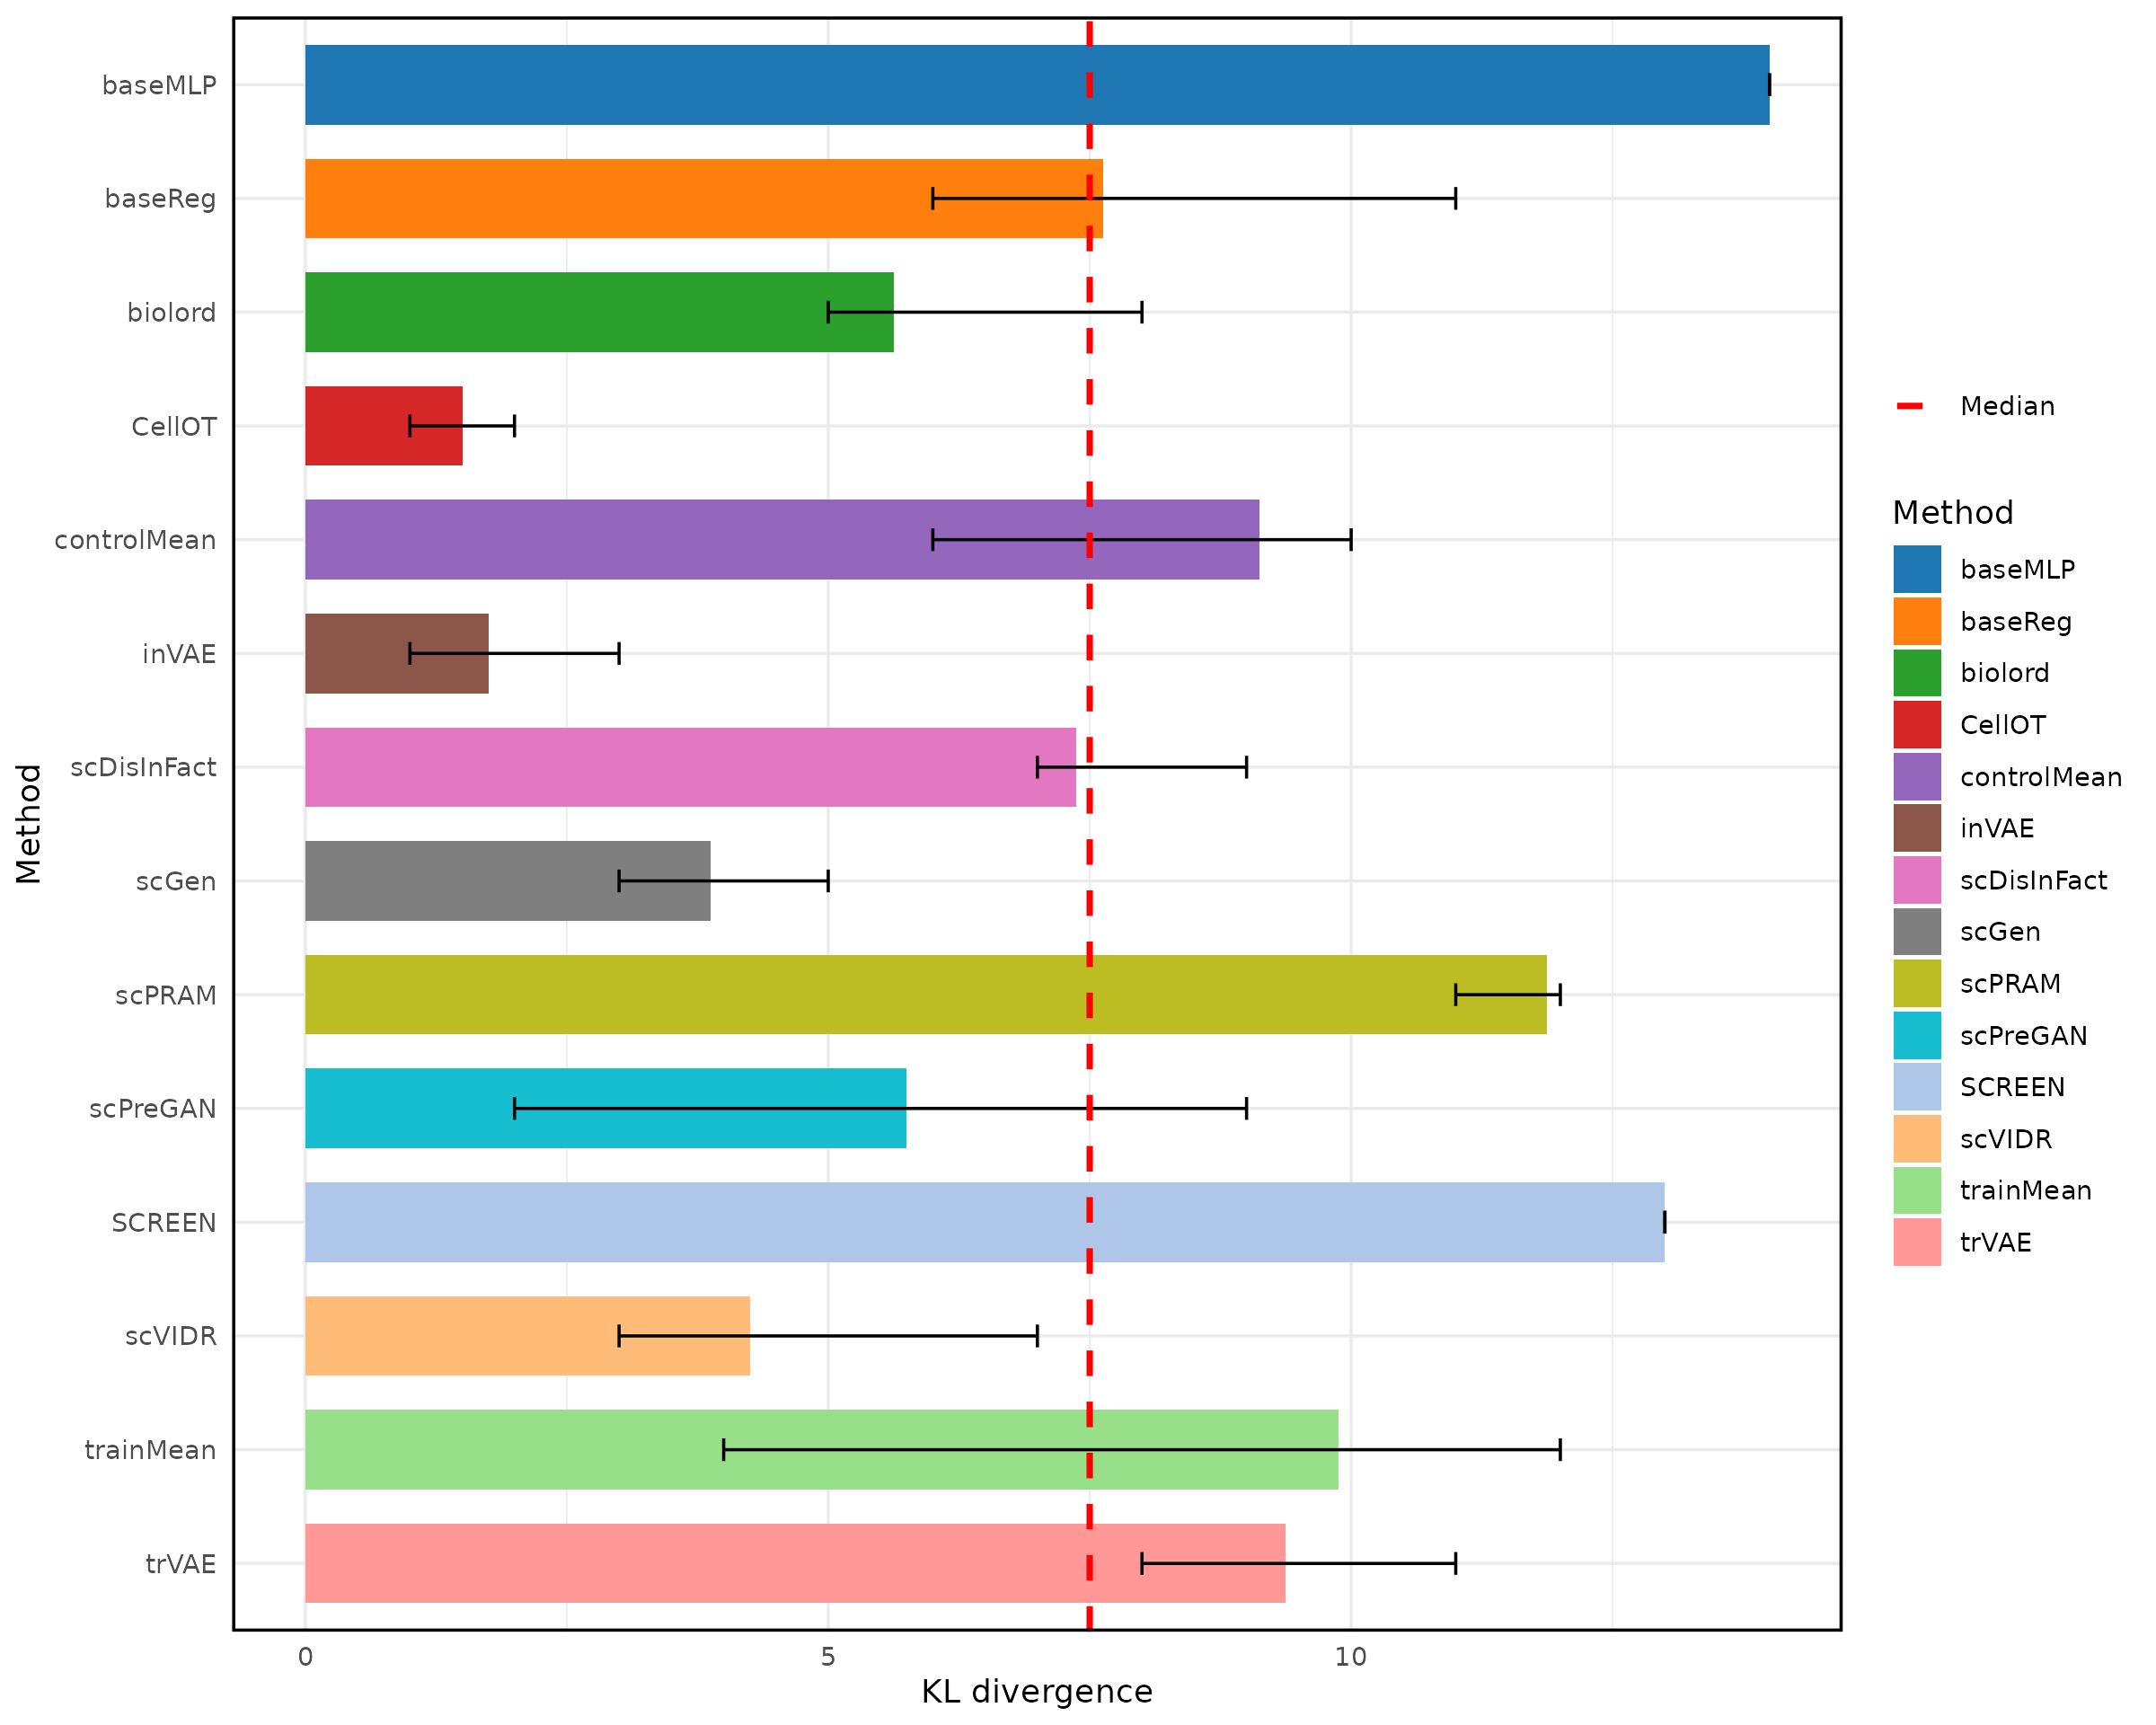 baseMLP
baseReg
biolord
CellOT
controlMean
inVAE
scDisInFact
scGen
scPRAM
scPreGAN
SCREEN
scVIDR
trainMean
trVAE
Method
0 5 10
KL divergence
Median
Method
baseMLP
baseReg
biolord
CellOT
controlMean
inVAE
scDisInFact
scGen
scPRAM
scPreGAN
SCREEN
scVIDR
trainMean
trVAE